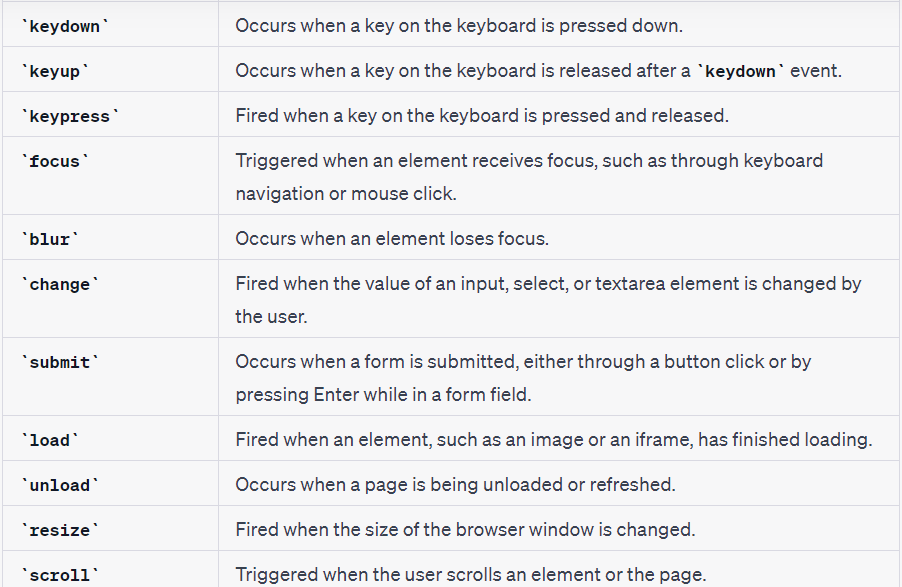 `keydown` Occurs when a key on the keyboard is pressed down.
`keyup` Occurs when a key on the keyboard is released after a `keydown` event.
`keypress` Fired when a key on the keyboard is pressed and released.
`focus` Triggered when an element receives focus, such as through keyboard
navigation or mouse click.
`blur` Occurs when an element loses focus.
`change` Fired when the value of an input, select, or textarea element is changed by
the user.
`submit` Occurs when a form is submitted, either through a button click or by
pressing Enter while in a form field.
`load` Fired when an element, such as an image or an iframe, has finished loading.
`unload` Occurs when a page is being unloaded or refreshed.
`resize` Fired when the size of the browser window is changed.
`scroll` Triggered when the user scrolls an element or the page.